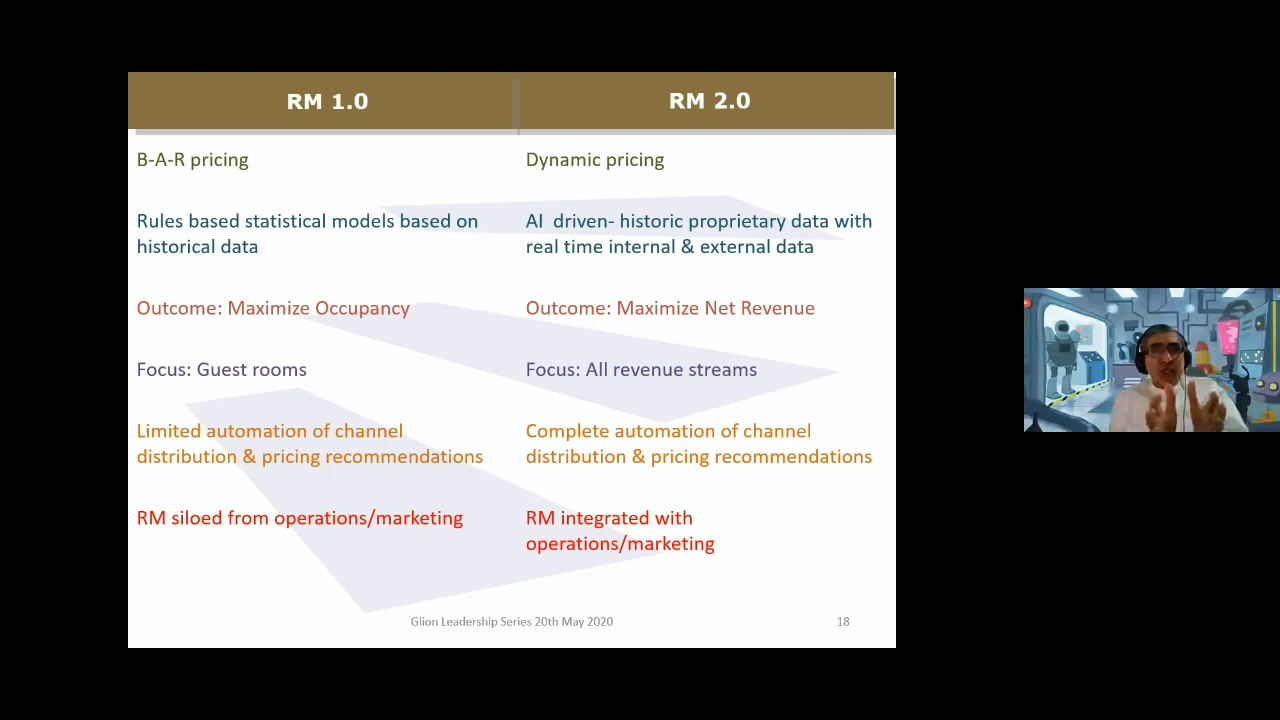 RM 1.0
RM 2.0
B-A-R pricing
Dynamic pricing
Rules based statistical models based on
historical data
AI  driven- historic proprietary data with
real time internal & external data
Outcome: Maximize Occupancy
Outcome: Maximize Net Revenue
Focus: Guest rooms
Focus: All revenue streams
Limited automation of channel
distribution & pricing recommendations
Complete automation of channel
distribution & pricing recommendations
RM siloed from operations/marketing
RM integrated with
operations/marketing
Glion Leadership Series 20th May 2020
18